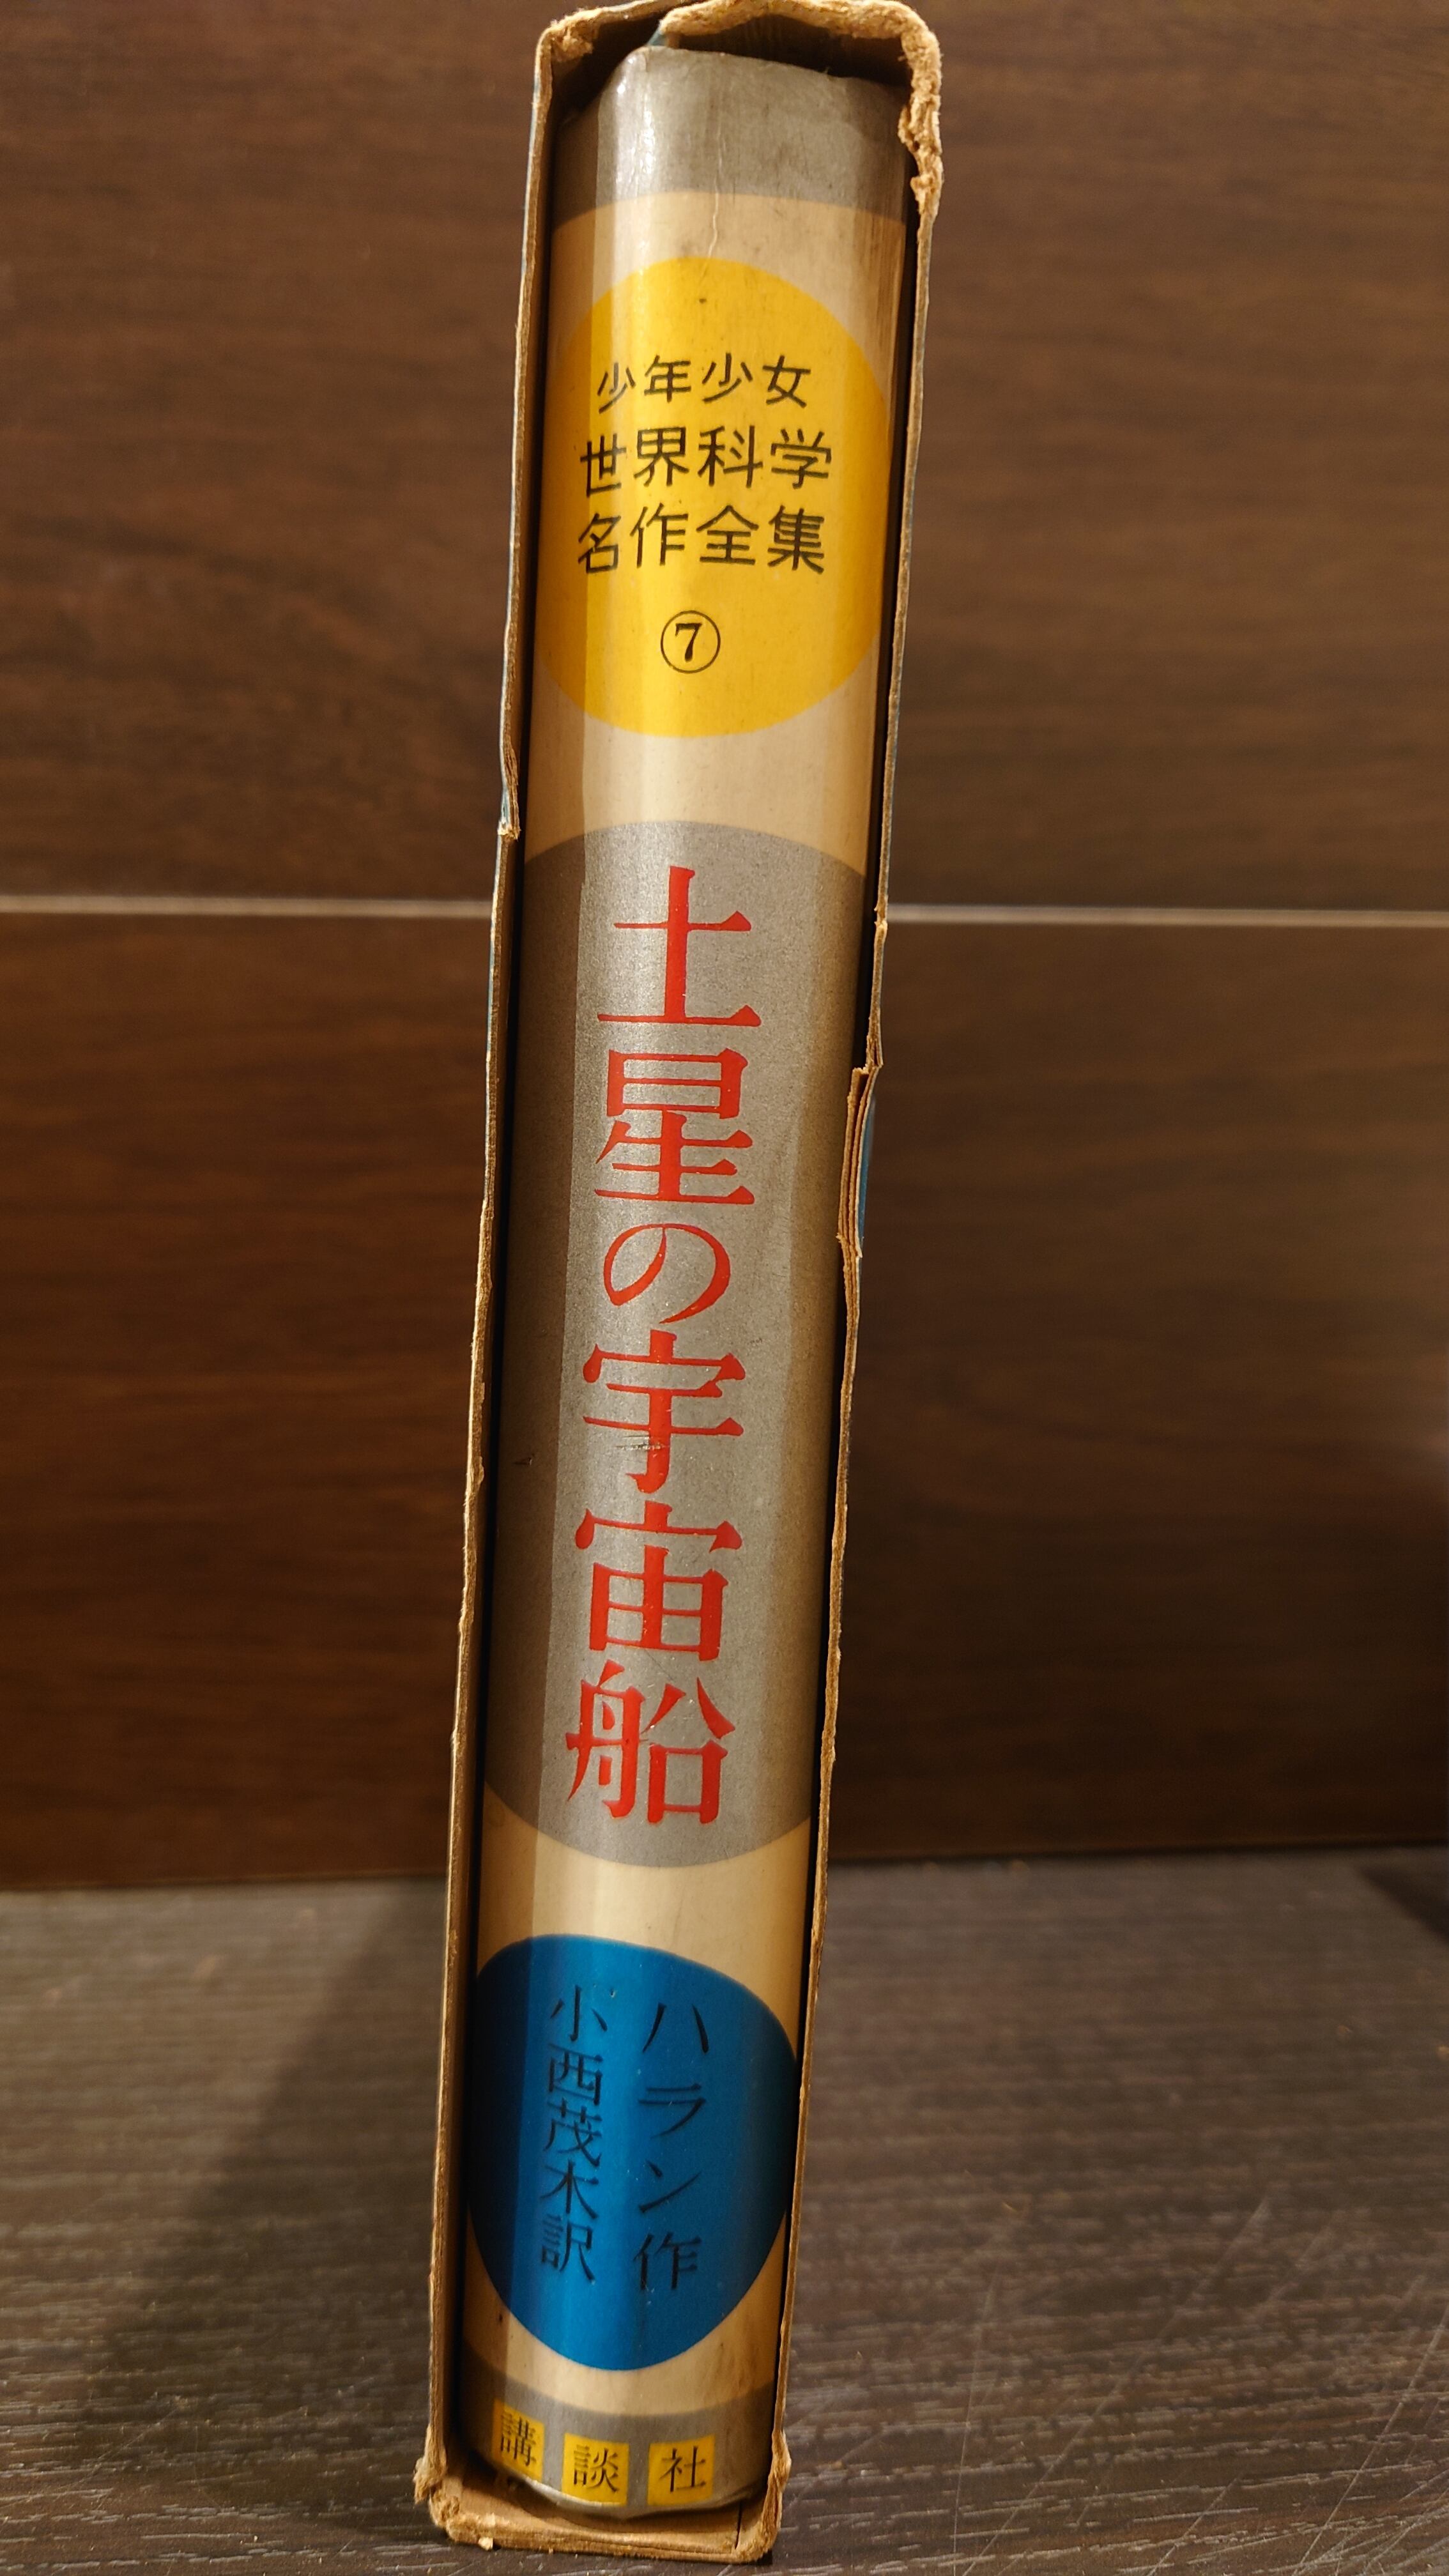 少年少女
世界科学
名作全集
⑦
土星の宇宙船
ハラン作
小西茂木訳
講談社